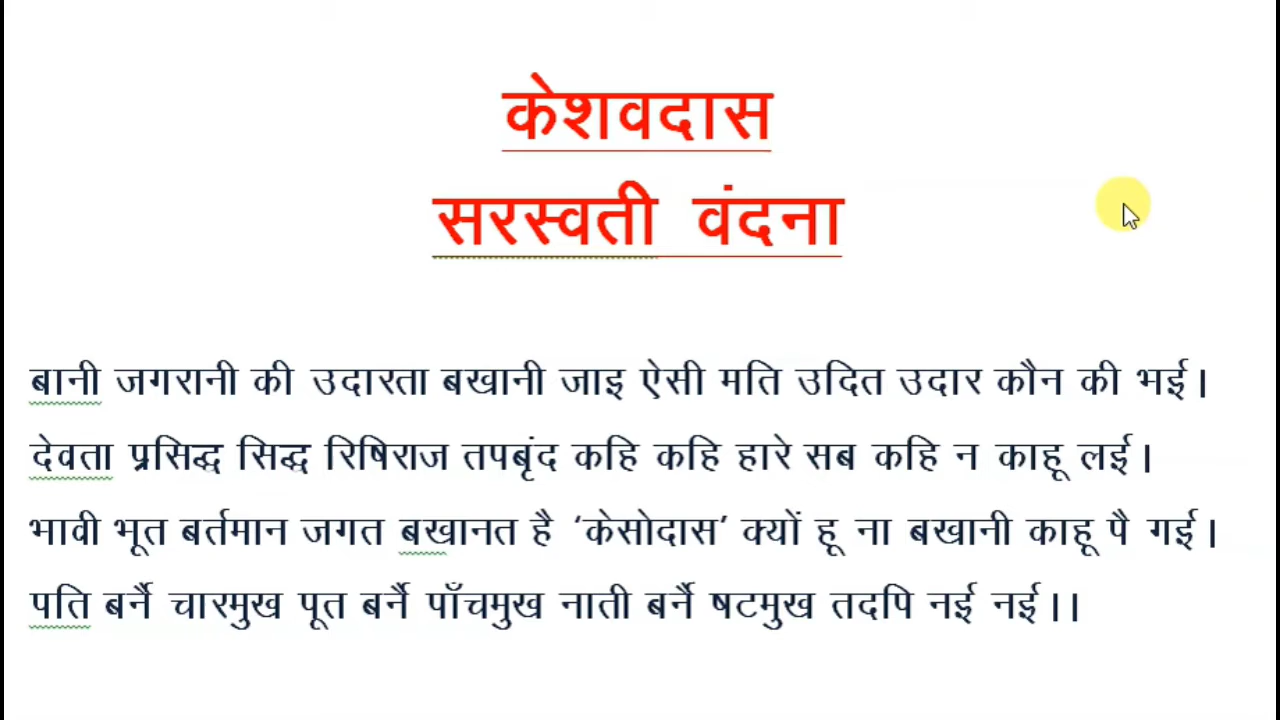 केशवदास
सरस्वती वंदना
बानी जगरानी की उदारता बखानी जाइ ऐसी मति उदित उदार कौन की भई।
देवता प्रसिद्ध सिद्ध रिषिराज तपबृंद कहि कहि हारे सब कहि न काहू लई।
भावी भूत बर्तमान जगत बखानत है ‘केसोदास’ क्यों हू ना बखानी काहू पै गई।
पति बर्नै चारमुख पूत बर्नै पाँचमुख नाती बर्नै षटमुख तदपि नई नई।।